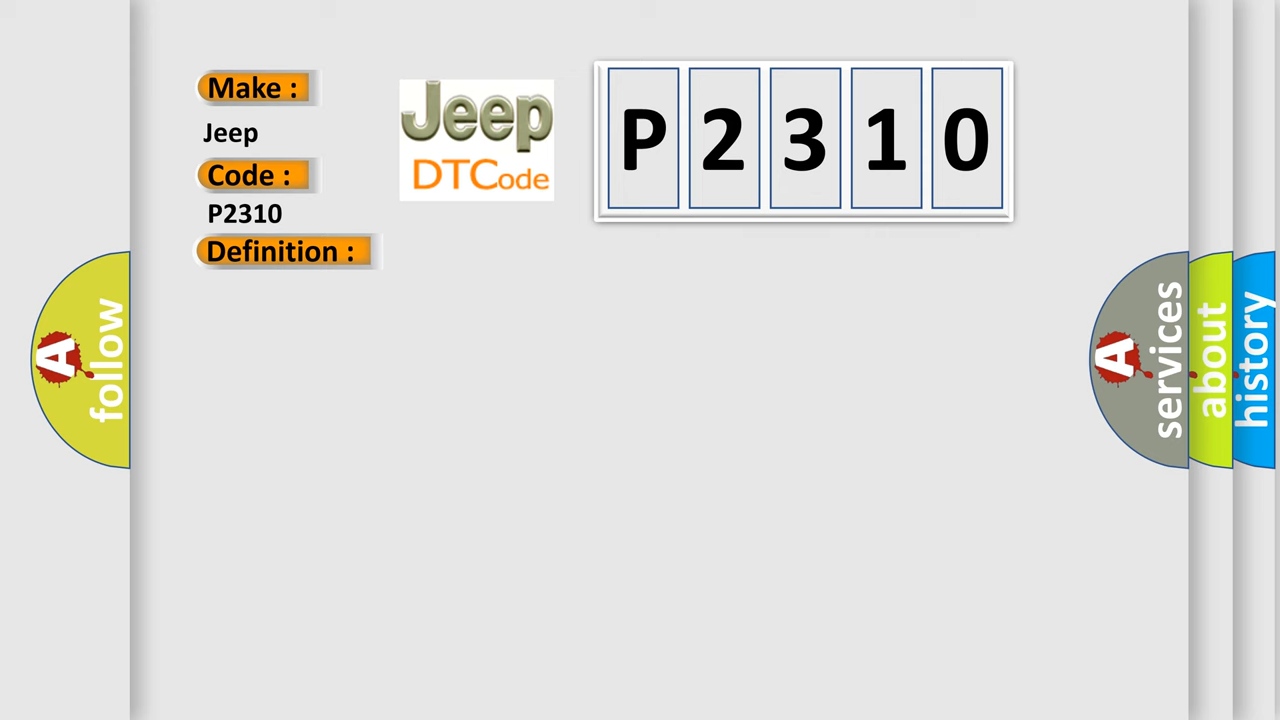 Make :
Jeep
Code :
P2310
Definition :
Jeep
DTCode
P 2 3 1 0
A
follow
A
services
about
history